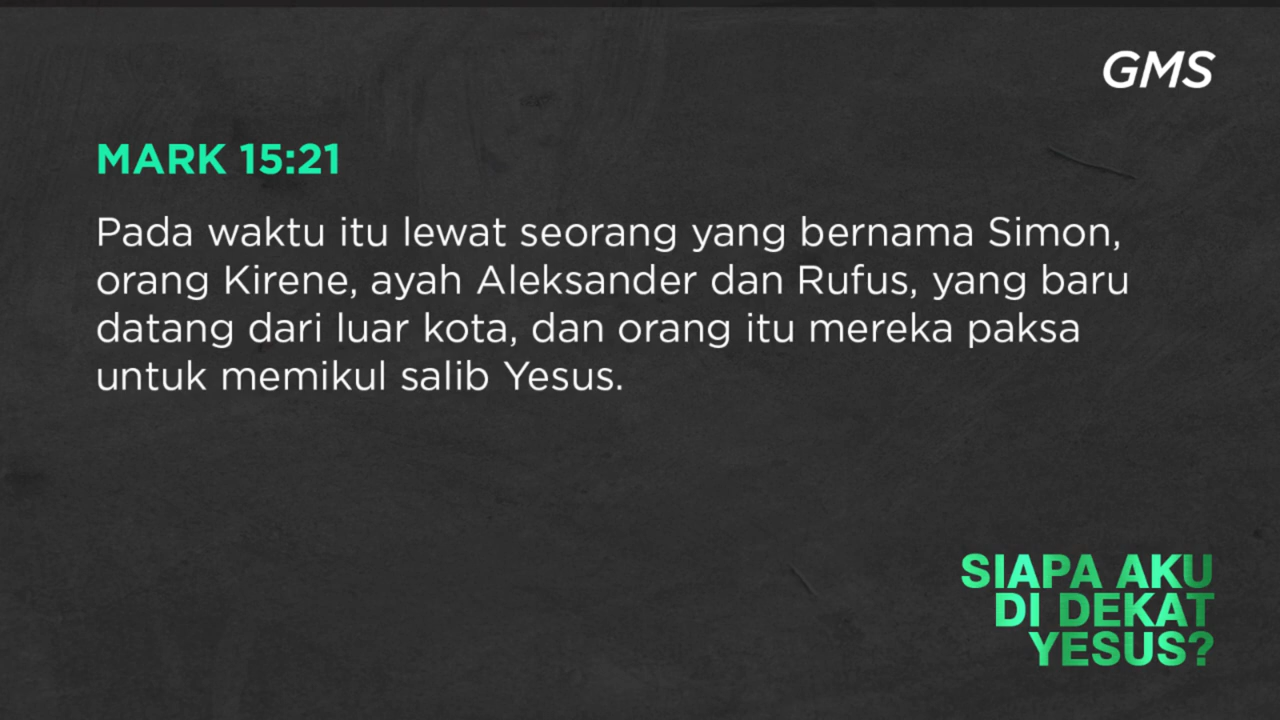 GMS
MARK 15:21
Pada waktu itu lewat seorang yang bernama Simon,
orang Kirene, ayah Aleksander dan Rufus, yang baru
datang dari luar kota, dan orang itu mereka paksa
untuk memikul salib Yesus.
SIAPA AKU
DI DEKAT
YESUS?